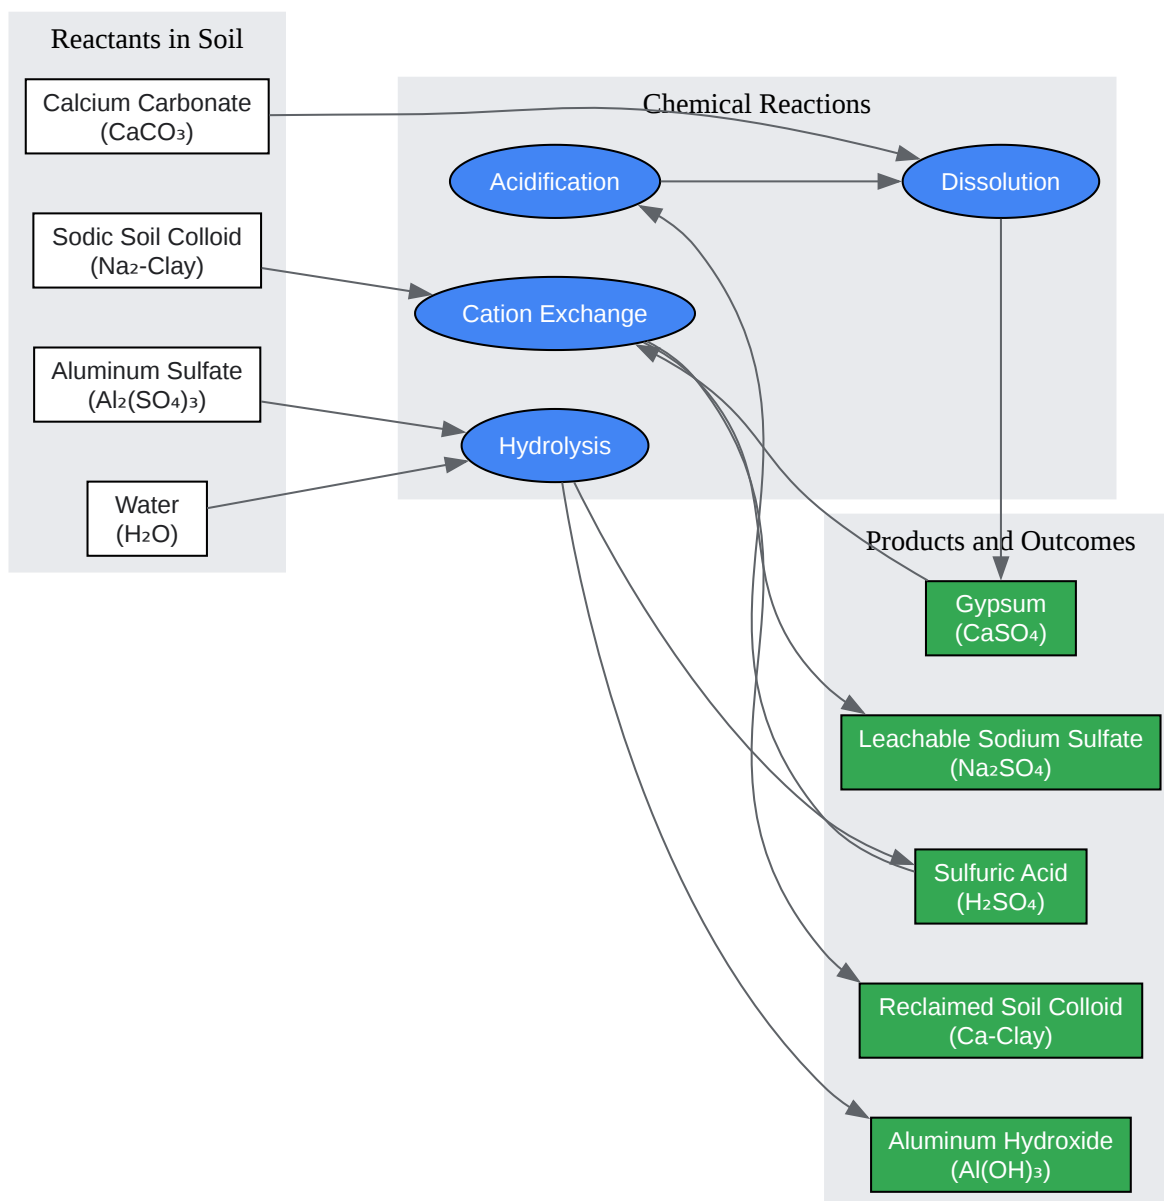 Reactants in Soil
Calcium Carbonate
(CaCO₃)
Sodic Soil Colloid
(Na₂-Clay)
Aluminum Sulfate
(Al₂(SO₄)₃)
Water
(H₂O)
Chemical Reactions
Acidification
Dissolution
Cation Exchange
Hydrolysis
Products and Outcomes
Gypsum
(CaSO₄)
Leachable Sodium Sulfate
(Na₂SO₄)
Sulfuric Acid
(H₂SO₄)
Reclaimed Soil Colloid
(Ca-Clay)
Aluminum Hydroxide
(Al(OH)₃)